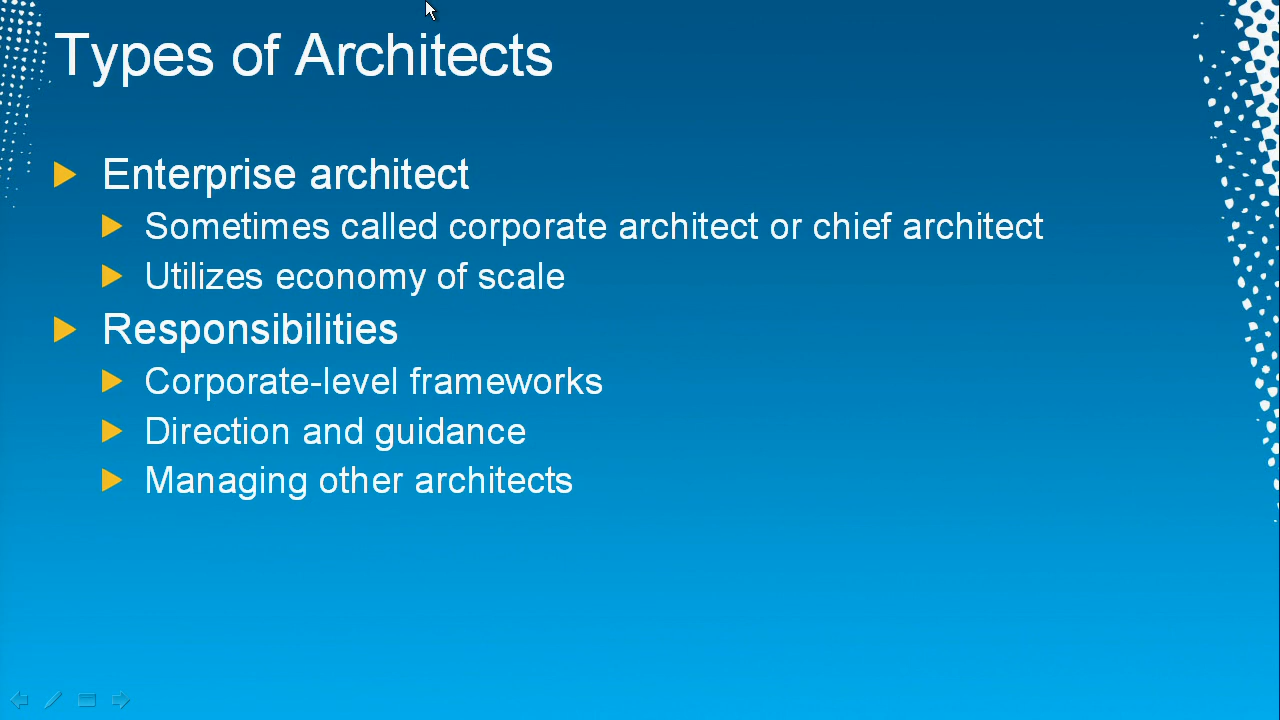 Types of Architects
Enterprise architect
Sometimes called corporate architect or chief architect
Utilizes economy of scale
Responsibilities
Corporate-level frameworks
Direction and guidance
Managing other architects